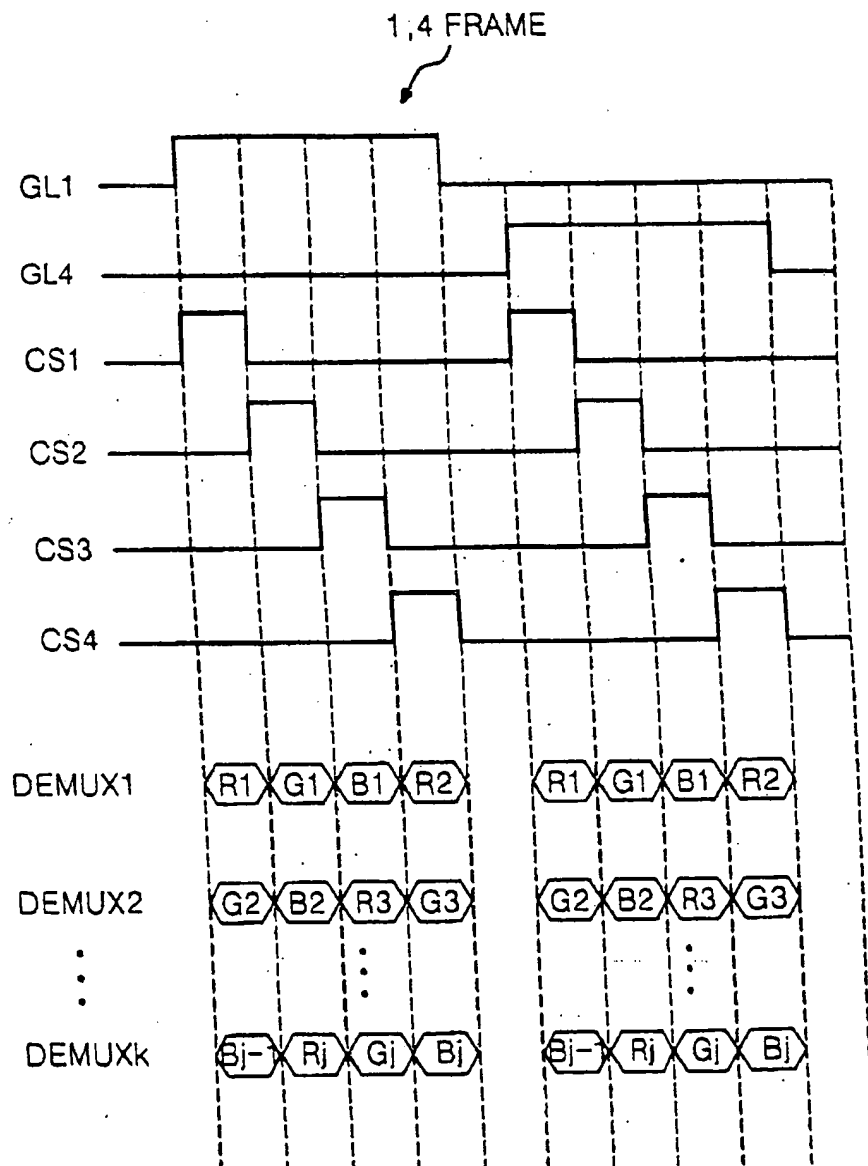 1,4 FRAME
GL1
GL4
CS1
CS2
CS3
CS4
DEMUX1 R1 G1 B1 R2 R1 G1 B1 R2
DEMUX2 G2 B2 R3 G3 G2 B2 R3 G3
DEMUXk Bj-1 Rj Gj Bj Bj-1 Rj Gj Bj